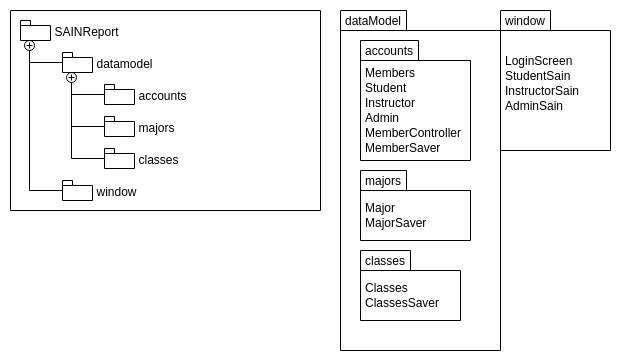 SAINReport
datamodel
accounts
majors
classes
window
dataModel
accounts
Members
Student
Instructor
Admin
MemberController
MemberSaver
majors
Major
MajorSaver
classes
Classes
ClassesSaver
window
LoginScreen
StudentSain
InstructorSain
AdminSain